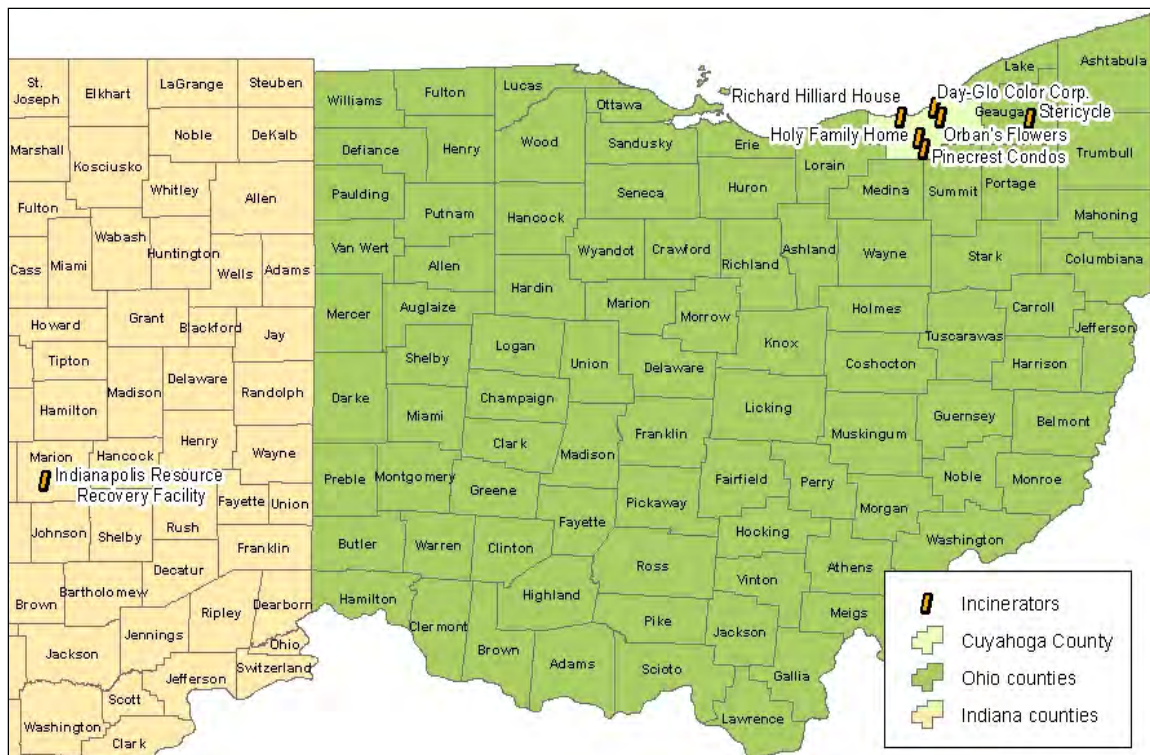 St.
Joseph
Elkhart
LaGrange
Steuben
Noble
DeKalb
Marshall
Kosciusko
Whitley
Allen
Fulton
Wabash
Huntington
Cass
Miami
Wells
Adams
Grant
Howard
Blackford
Jay
Tipton
Madison
Delaware
Randolph
Hamilton
Henry
Marion
Hancock
Wayne
Indianapolis Resource
Recovery Facility
Fayette
Union
Johnson
Shelby
Rush
Franklin
Decatur
Brown
Bartholomew
Ripley
Dearborn
Jennings
Ohio
Jackson
Switzerland
Jefferson
Scott
Washington
Clark
Williams
Fulton
Lucas
Ottawa
Wood
Sandusky
Erie
Defiance
Henry
Lorain
Richard Hilliard House
Day-Glo Color Corp.
Lake
Ashtabula
Geauga
Stericycle
Holy Family Home
Orban's Flowers
Pinecrest Condos
Trumbull
Paulding
Putnam
Hancock
Seneca
Huron
Medina
Summit
Portage
Mahoning
Van Wert
Allen
Wyandot
Crawford
Richland
Ashland
Wayne
Stark
Columbiana
Mercer
Auglaize
Hardin
Marion
Morrow
Holmes
Carroll
Tuscarawas
Jefferson
Shelby
Logan
Union
Delaware
Knox
Coshocton
Harrison
Darke
Miami
Champaign
Licking
Guernsey
Belmont
Clark
Madison
Franklin
Muskingum
Preble
Montgomery
Greene
Pickaway
Fairfield
Perry
Noble
Monroe
Morgan
Fayette
Hocking
Washington
Butler
Warren
Clinton
Ross
Vinton
Athens
Hamilton
Highland
Meigs
Clermont
Pike
Jackson
Brown
Adams
Scioto
Gallia
Lawrence
Incinerators
Cuyahoga County
Ohio counties
Indiana counties